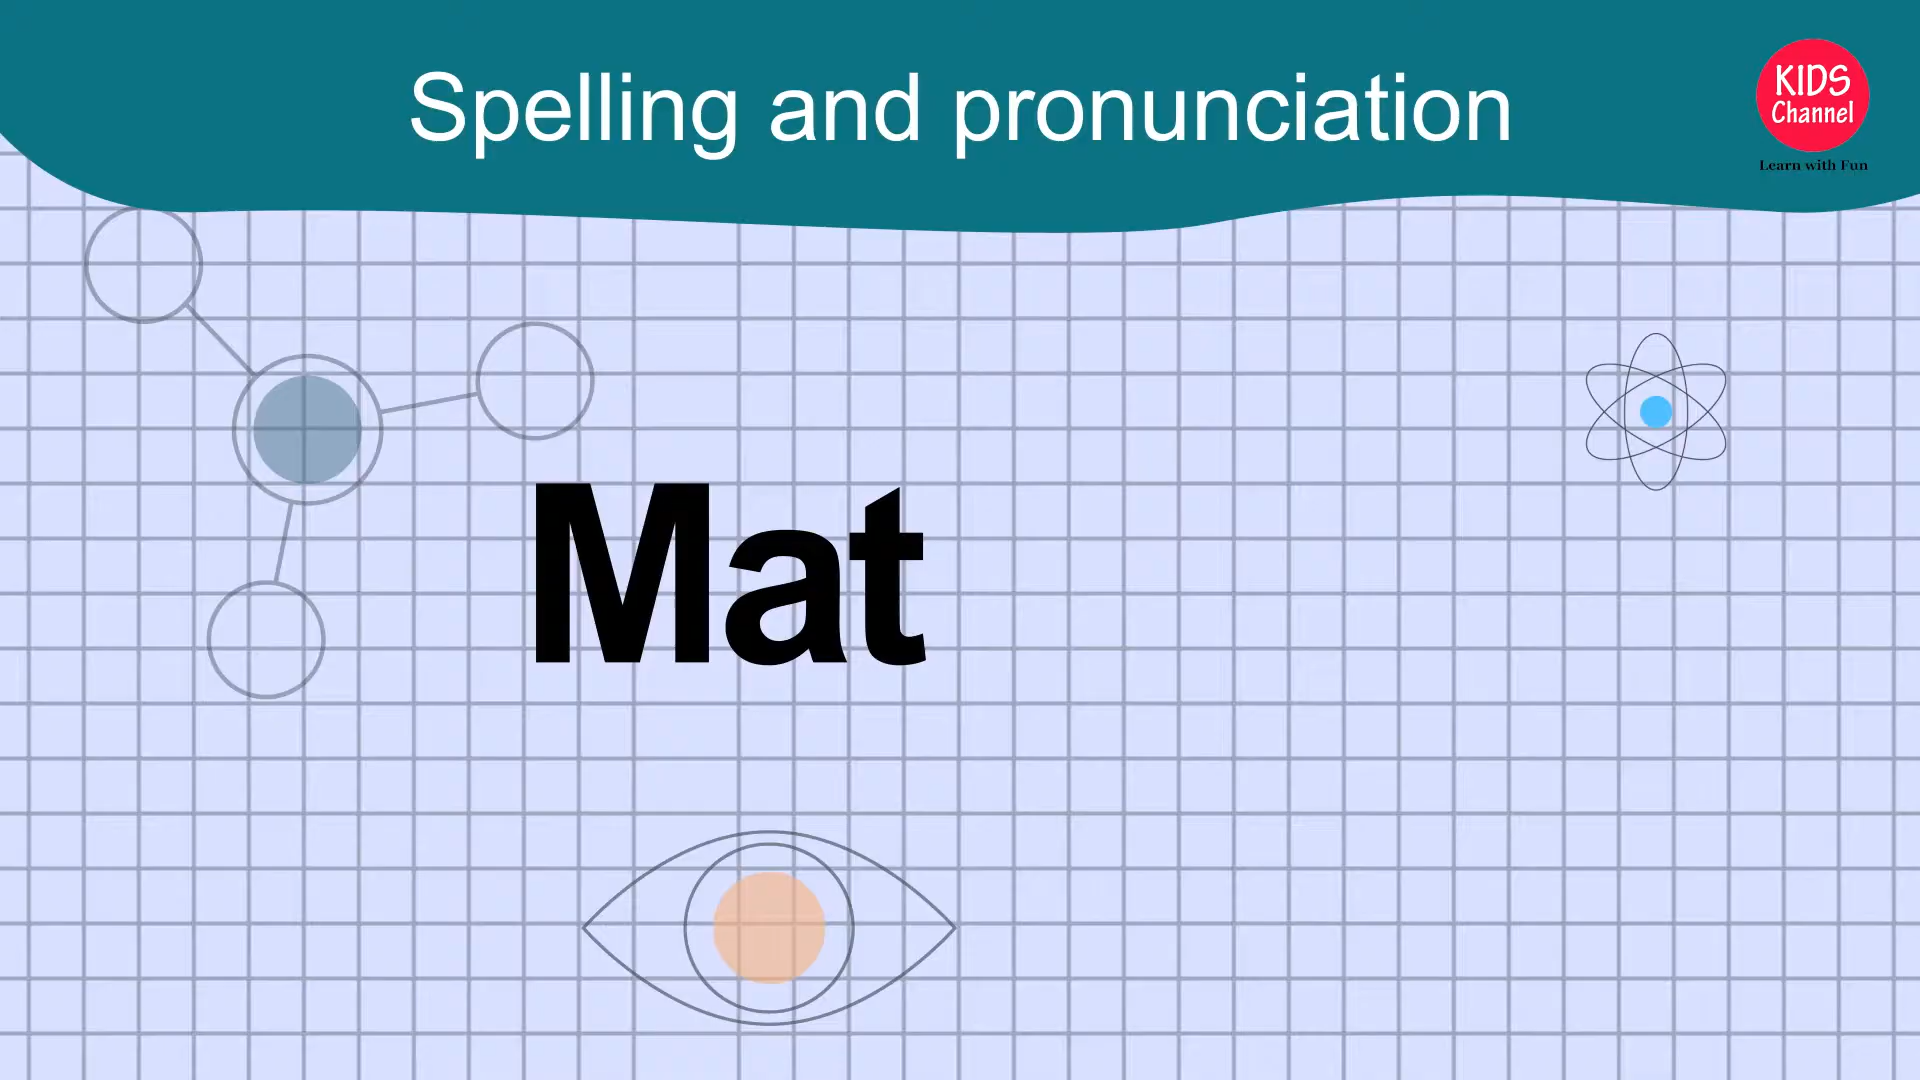 Spelling and pronunciation
KIDS
Channel
Learn with Fun
Mat